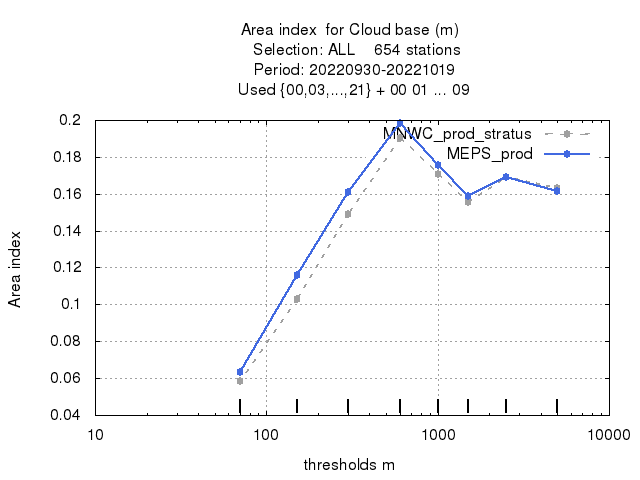 Area index  for Cloud base (m)
Selection: ALL    654 stations
Period: 20220930-20221019
Used {00,03,...,21} + 00 01 ... 09
MNWC_prod_stratus
MEPS_prod
0.2
0.18
0.16
0.14
0.12
0.1
0.08
0.06
0.04
Area index
10
100
1000
10000
thresholds m